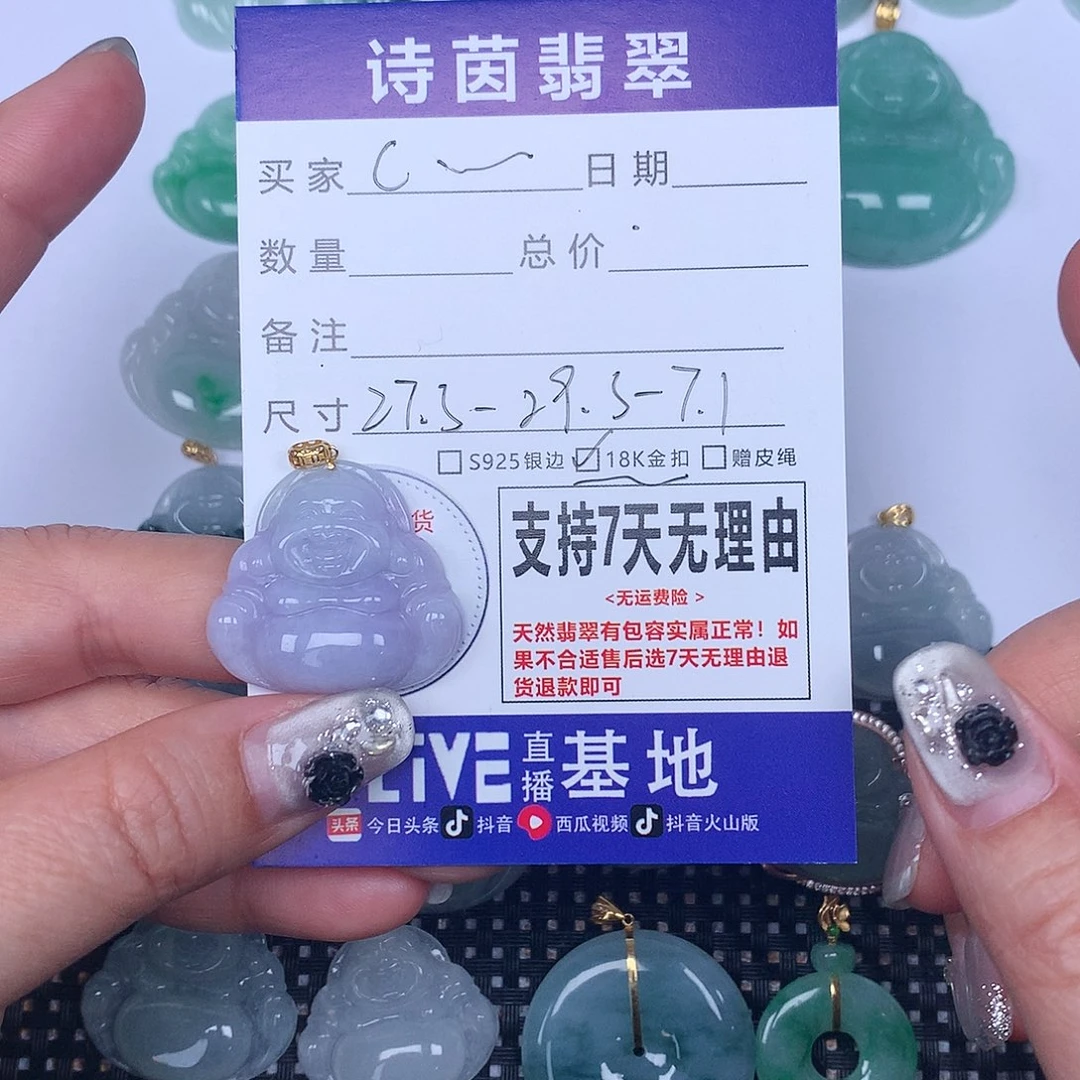 诗茵翡翠
买家 C 日期
数量 总价
备注
尺寸 27.5-29.5-7.1
S925银边 18K金扣 赠皮绳
货
支持7天无理由
<无运费险>
天然翡翠有包容实属正常！如
果不合适售后选7天无理由退
货退款即可
LIVE 直播 基地
头条 今日头条 抖音 西瓜视频 抖音火山版